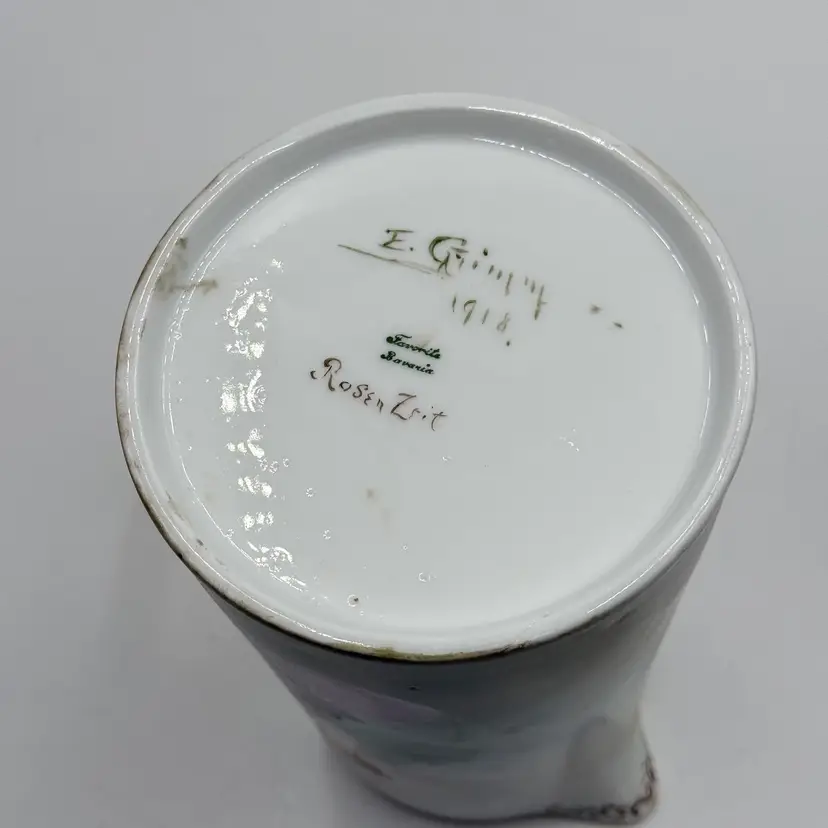 E. Grimm
1918.
Favorite
Bavaria
Rosen Zeit